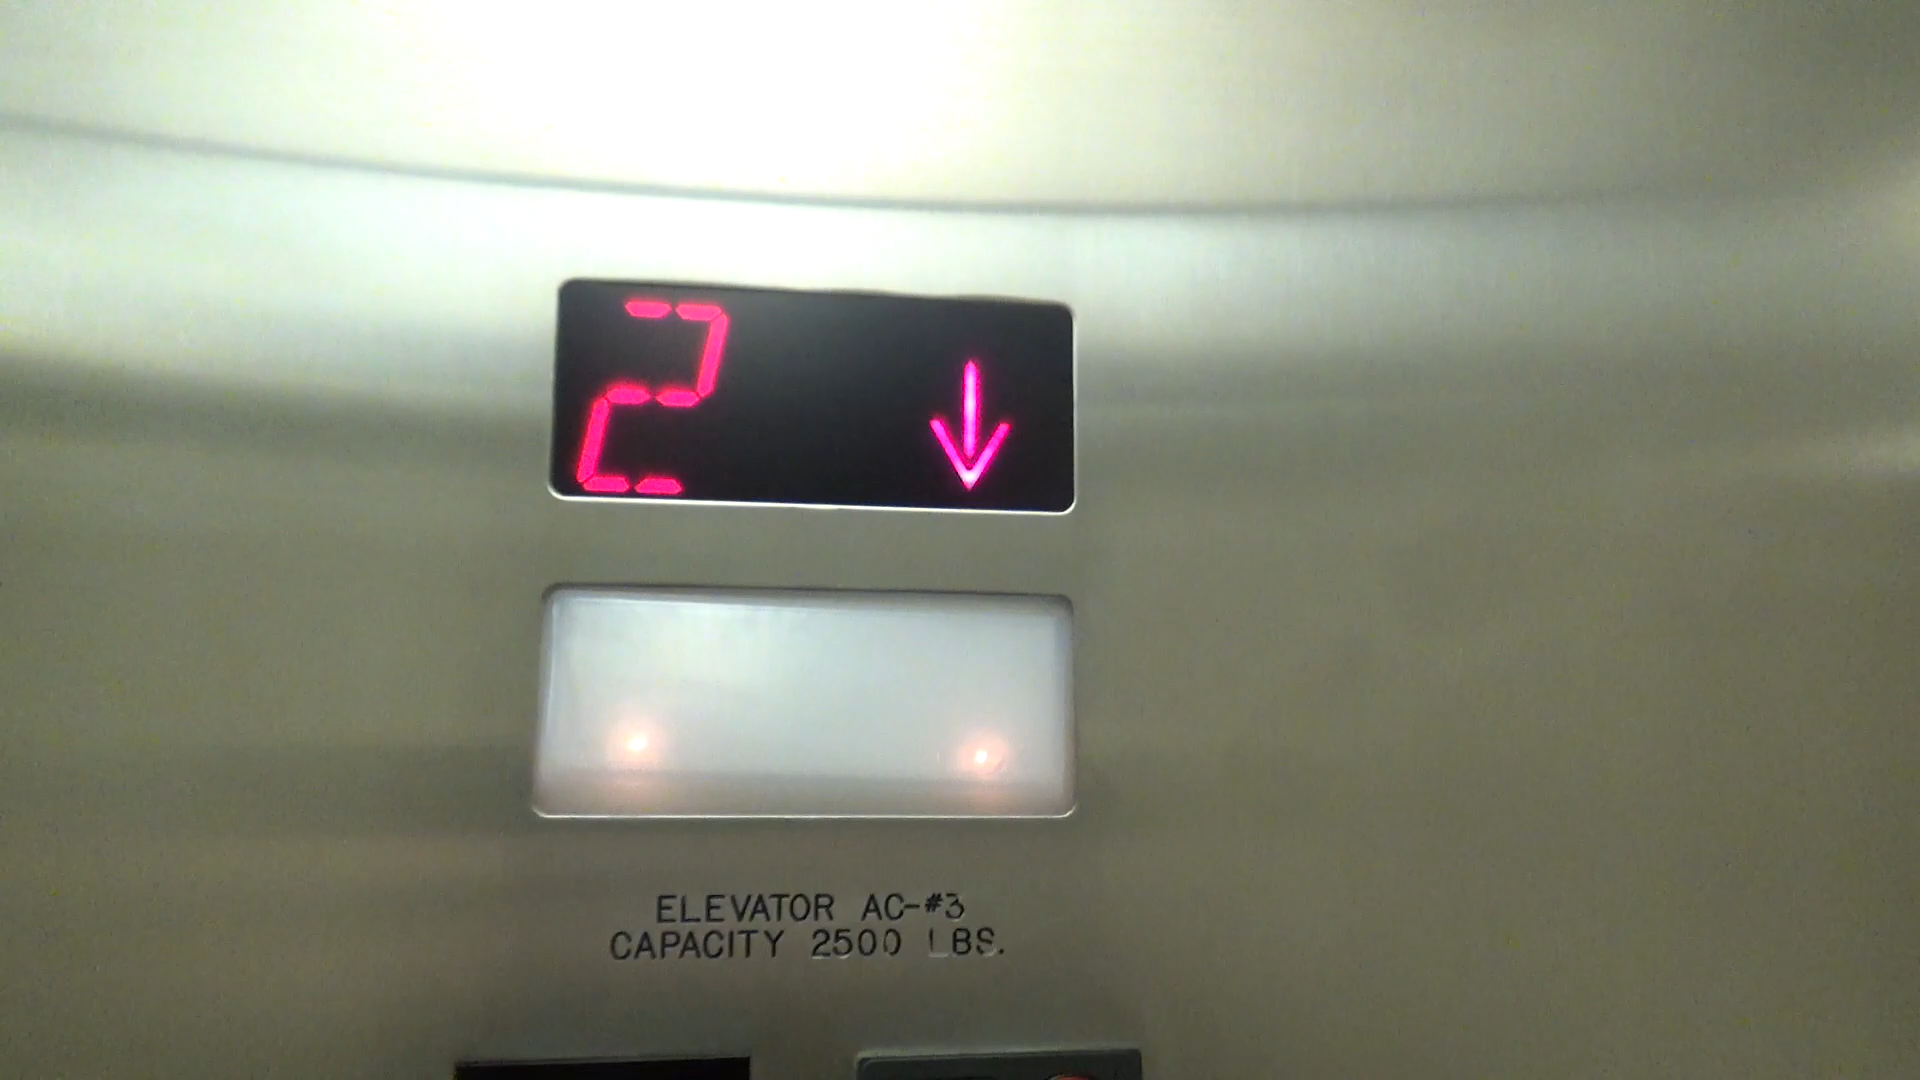 2 ↓
ELEVATOR AC-#3
CAPACITY 2500 LBS.